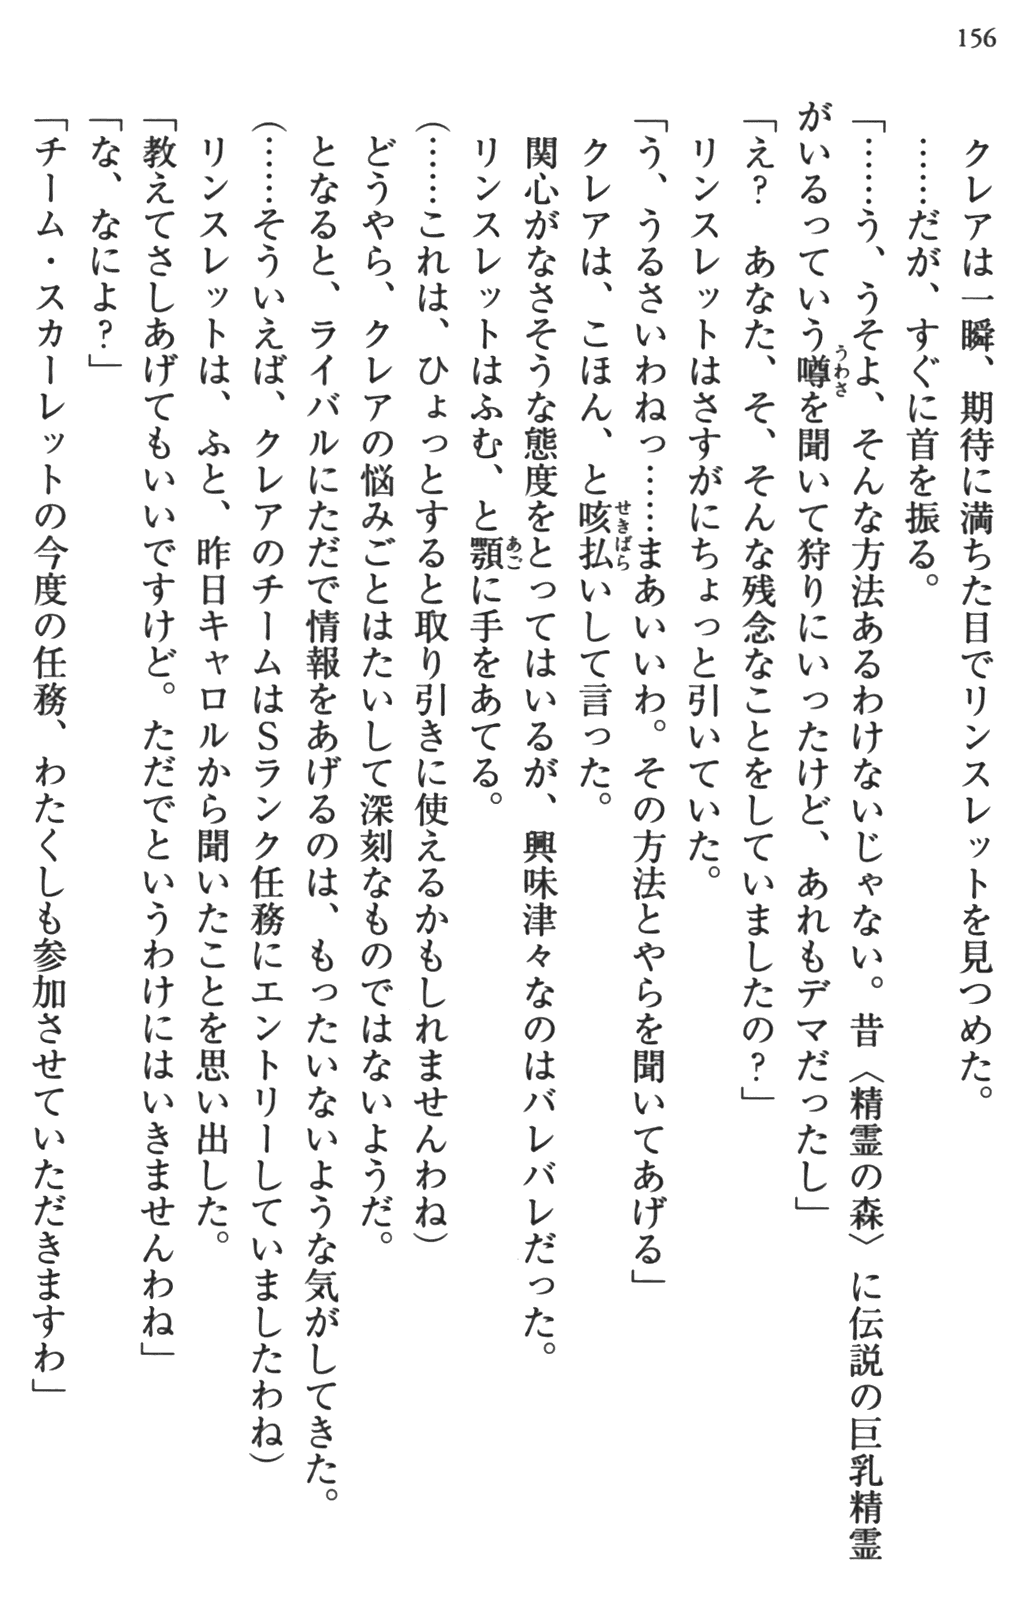 156
クレアは一瞬、期待に満ちた目でリンスレットを見つめた。
……だが、すぐに首を振る。
「……う、うそよ、そんな方法あるわけないじゃない。昔〈精霊の森〉に伝説の巨乳精霊
がいるっていう噂を聞いて狩りにいったけど、あれもデマだったし」
「え？　あなた、そ、そんな残念なことをしていましたの？」
リンスレットはさすがにちょっと引いていた。
「う、うるさいわねっ……まあいいわ。その方法とやらを聞いてあげる」
クレアは、こほん、と咳払いして言った。
関心がなさそうな態度をとってはいるが、興味津々なのはバレバレだった。
リンスレットはふむ、と顎に手をあてる。
（……これは、ひょっとすると取り引きに使えるかもしれませんわね）
どうやら、クレアの悩みごとはたいして深刻なものではないようだ。
となると、ライバルにただで情報をあげるのは、もったいないような気がしてきた。
（……そういえば、クレアのチームはSランク任務にエントリーしていましたわね）
リンスレットは、ふと、昨日キャロルから聞いたことを思い出した。
「教えてさしあげてもいいですけど。ただでというわけにはいきませんわね」
「な、なによ？」
「チーム・スカーレットの今度の任務、わたくしも参加させていただきますわ」
うわさ
せきばら
あご